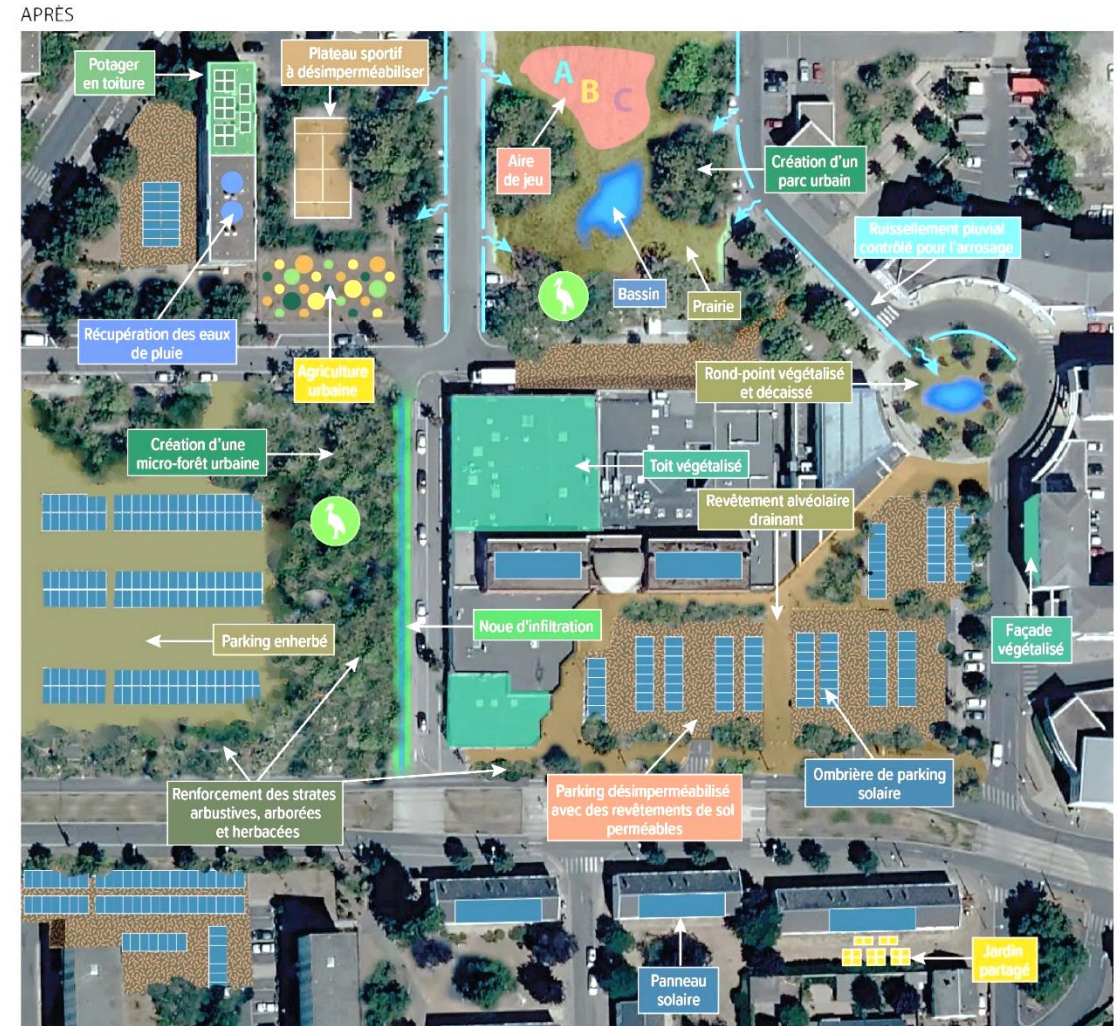 APRÈS
Potager
en toiture
Plateau sportif
à désimperméabiliser
A
B
C
Aire
de jeu
Création d'un
parc urbain
Ruissellement pluvial
contrôlé pour l'arrosage
Bassin
Prairie
Récupération des eaux
de pluie
Agriculture
urbaine
Rond-point végétalisé
et décaissé
Création d'une
micro-forêt urbaine
Toit végétalisé
Revêtement alvéolaire
drainant
Parking enherbé
Noue d'infiltration
Façade
végétalisé
Renforcement des strates
arbustives, arborées
et herbacées
Parking désimperméabilisé
avec des revêtements de sol
perméables
Ombrière de parking
solaire
Panneau
solaire
Jardin
partagé